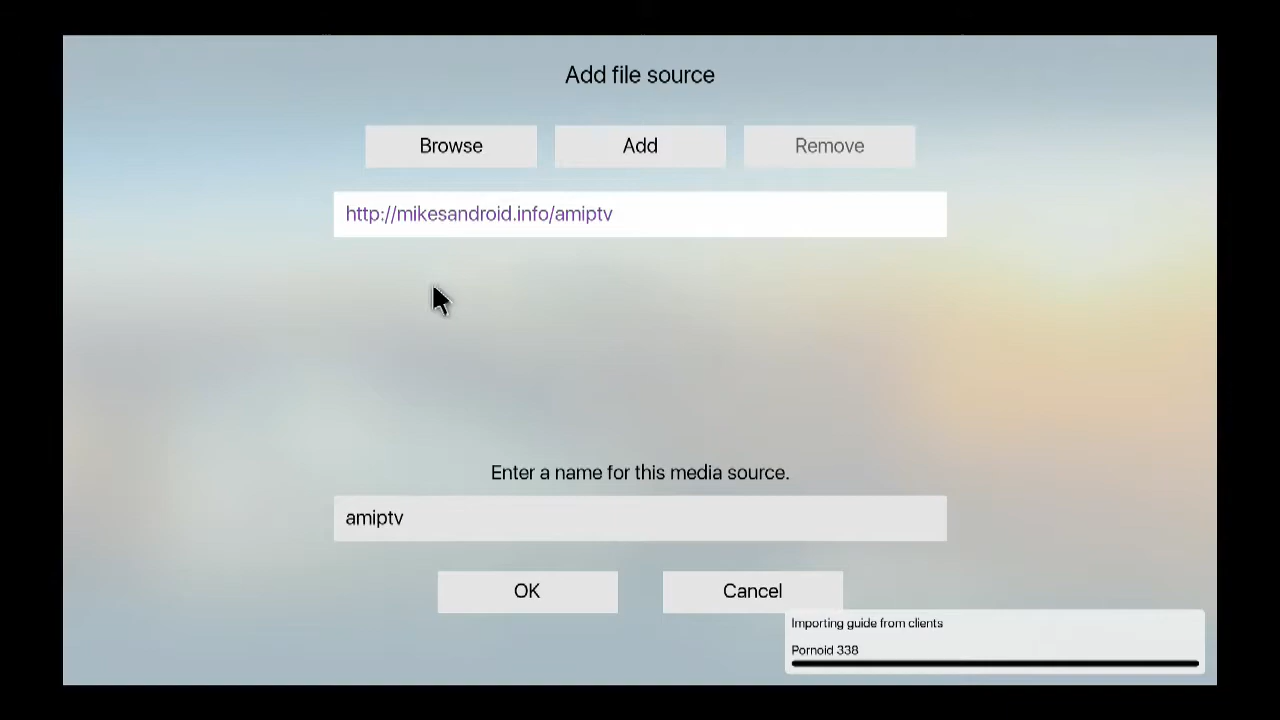 Add file source
Browse Add Remove
http://mikesandroid.info/amiptv
Enter a name for this media source.
amiptv
OK Cancel
Importing guide from clients
Pornoid 338